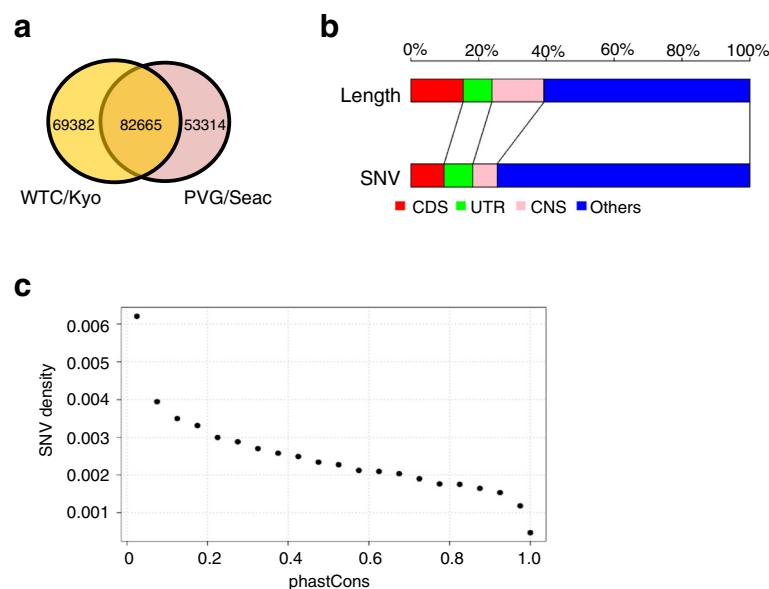 a
69382 82665 53314
WTC/Kyo PVG/Seac
b
0% 20% 40% 60% 80% 100%
Length
SNV
CDS UTR CNS Others
c
SNV density
0.006
0.005
0.004
0.003
0.002
0.001
0 0.2 0.4 0.6 0.8 1.0
phastCons